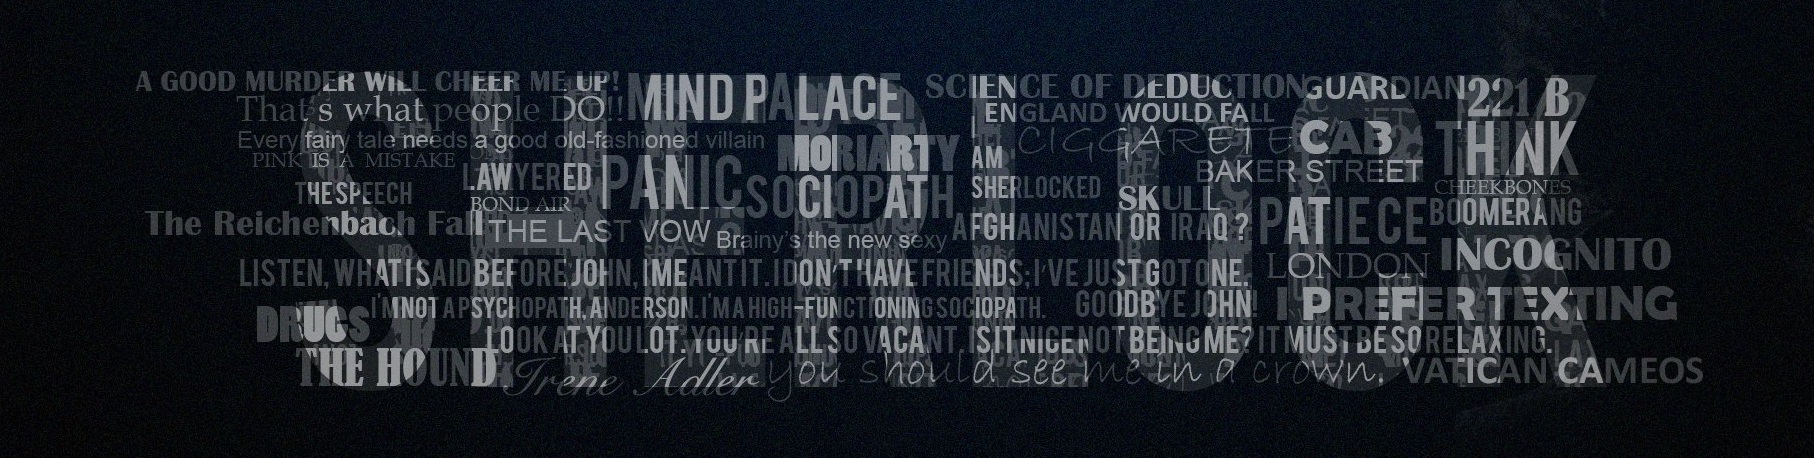 SHERLOCK
A GOOD MURDER WILL CHEER ME UP!
MIND PALACE
SCIENCE OF DEDUCTION
GUARDIAN
221 B
That's what people DO!!
ENGLAND WOULD FALL
Every fairy tale needs a good old-fashioned villain
MORIARTY
CIGGARETES
CAB
THINK
PINK IS A MISTAKE
PANIC
I AM SHERLOCKED
BAKER STREET
THE SPEECH
LAWYERED
SOCIOPATH
SKULL
CHEEKBONES
BOND AIR
The Reichenbach Fall
THE LAST VOW
Brainy's the new sexy
AFGHANISTAN OR IRAQ?
PATIECE
BOOMERANG
LONDON
INCOGNITO
LISTEN, WHAT I SAID BEFORE JOHN, I MEANT IT. I DON'T HAVE FRIENDS; I'VE JUST GOT ONE.
DRUGS
I'M NOT A PSYCHOPATH, ANDERSON. I'M A HIGH-FUNCTIONING SOCIOPATH.
GOODBYE JOHN!
I PREFER TEXTING
LOOK AT YOU LOT. YOU'RE ALL SO VACANT. IS IT NICE NOT BEING ME? IT MUST BE SO RELAXING.
THE HOUND
Irene Adler
you should see me in a crown.
VATICAN CAMEOS